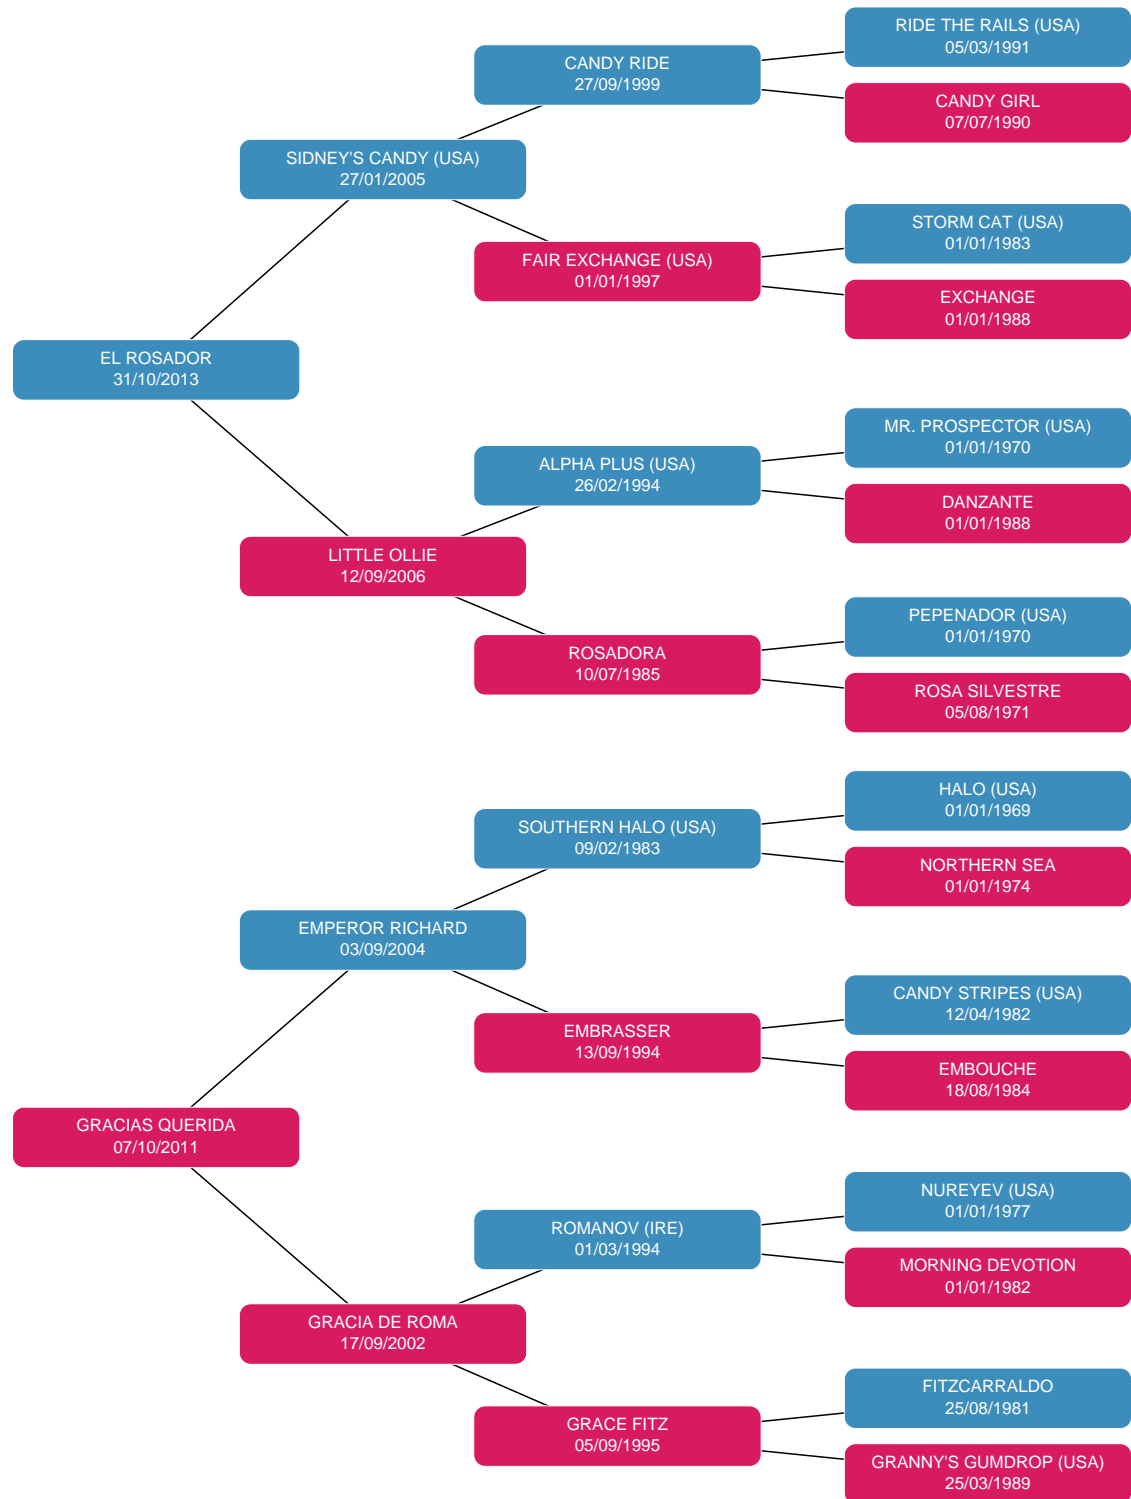 RIDE THE RAILS (USA)
05/03/1991
CANDY RIDE
27/09/1999
CANDY GIRL
07/07/1990
SIDNEY'S CANDY (USA)
27/01/2005
STORM CAT (USA)
01/01/1983
FAIR EXCHANGE (USA)
01/01/1997
EXCHANGE
01/01/1988
EL ROSADOR
31/10/2013
MR. PROSPECTOR (USA)
01/01/1970
ALPHA PLUS (USA)
26/02/1994
DANZANTE
01/01/1988
LITTLE OLLIE
12/09/2006
PEPENADOR (USA)
01/01/1970
ROSADORA
10/07/1985
ROSA SILVESTRE
05/08/1971
HALO (USA)
01/01/1969
SOUTHERN HALO (USA)
09/02/1983
NORTHERN SEA
01/01/1974
EMPEROR RICHARD
03/09/2004
CANDY STRIPES (USA)
12/04/1982
EMBRASSER
13/09/1994
EMBOUCHE
18/08/1984
GRACIAS QUERIDA
07/10/2011
NUREYEV (USA)
01/01/1977
ROMANOV (IRE)
01/03/1994
MORNING DEVOTION
01/01/1982
GRACIA DE ROMA
17/09/2002
FITZCARRALDO
25/08/1981
GRACE FITZ
05/09/1995
GRANNY'S GUMDROP (USA)
25/03/1989